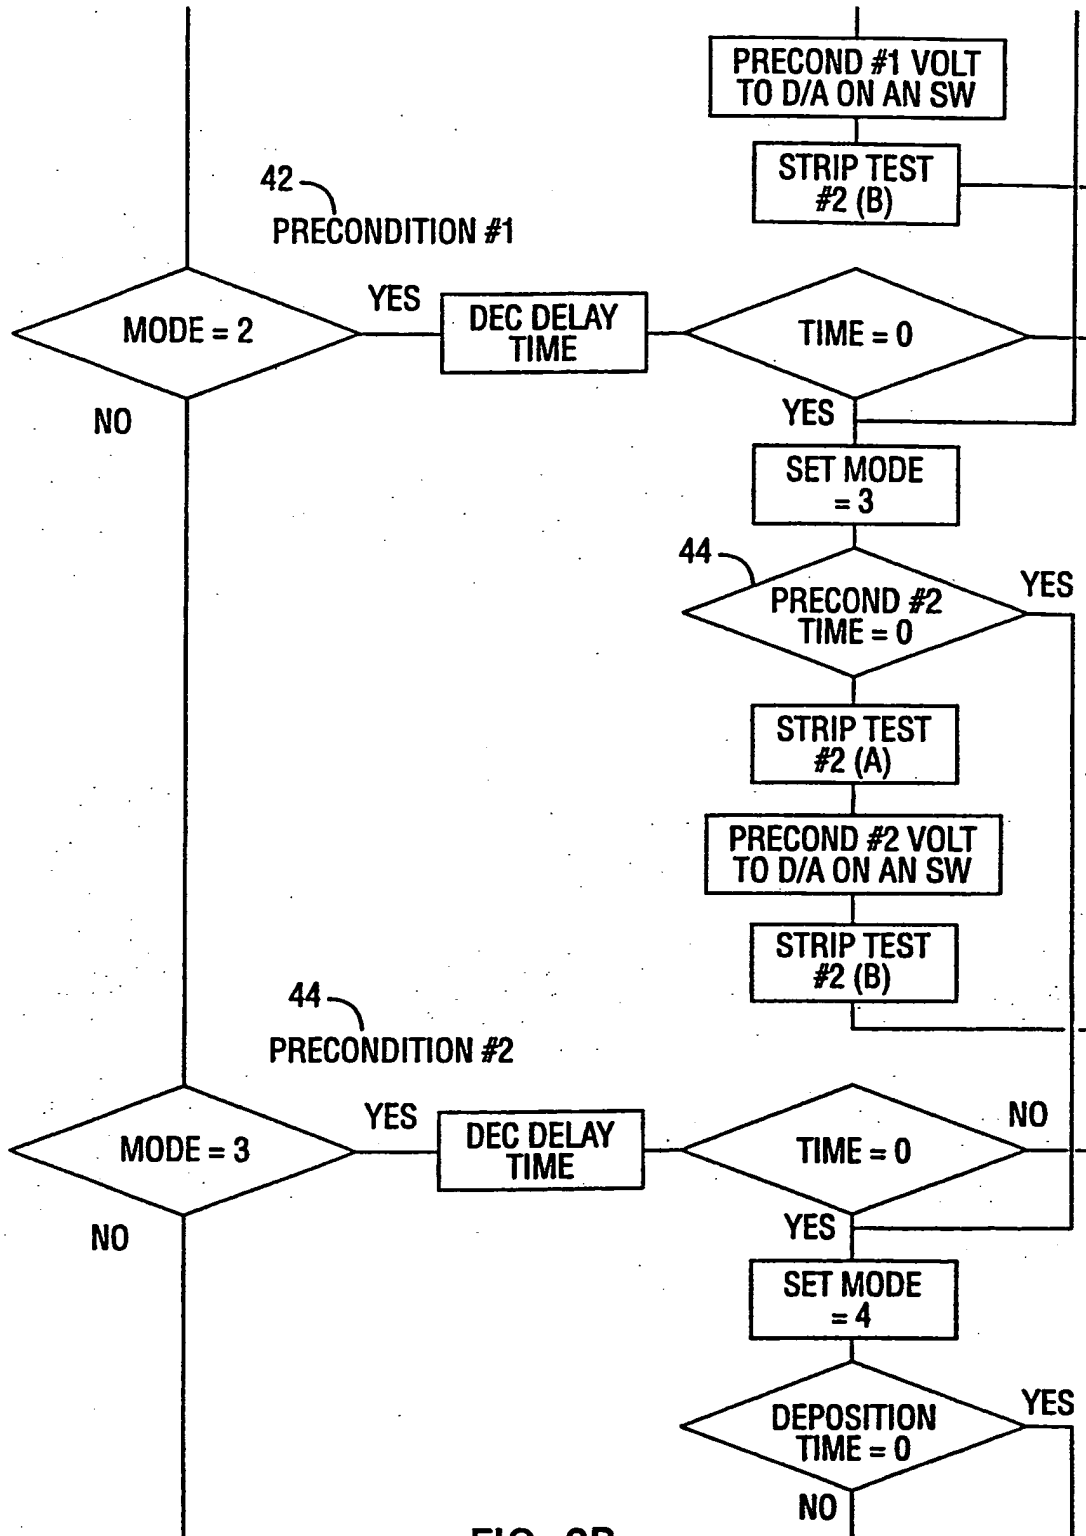 PRECOND #1 VOLT
TO D/A ON AN SW
STRIP TEST
#2 (B)
42
PRECONDITION #1
MODE = 2
YES
DEC DELAY
TIME
TIME = 0
NO
YES
SET MODE
= 3
44
PRECOND #2
TIME = 0
YES
STRIP TEST
#2 (A)
PRECOND #2 VOLT
TO D/A ON AN SW
STRIP TEST
#2 (B)
44
PRECONDITION #2
MODE = 3
YES
DEC DELAY
TIME
TIME = 0
NO
NO
YES
SET MODE
= 4
DEPOSITION
TIME = 0
YES
NO